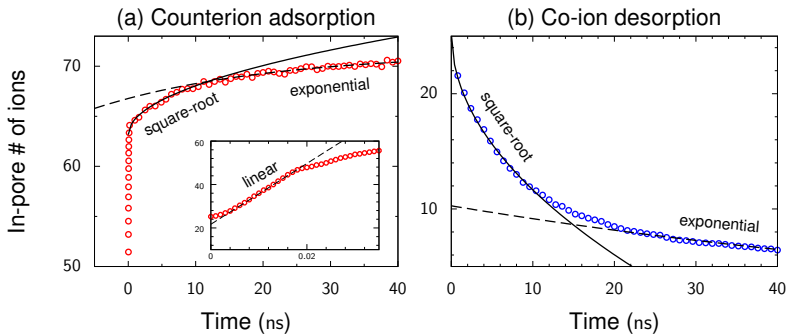 (a) Counterion adsorption
(b) Co-ion desorption
In-pore # of ions
70
65
60
55
50
0
10
20
30
40
Time (ns)
square-root
exponential
linear
60
40
20
0
0.02
20
10
0
10
20
30
40
Time (ns)
square-root
exponential